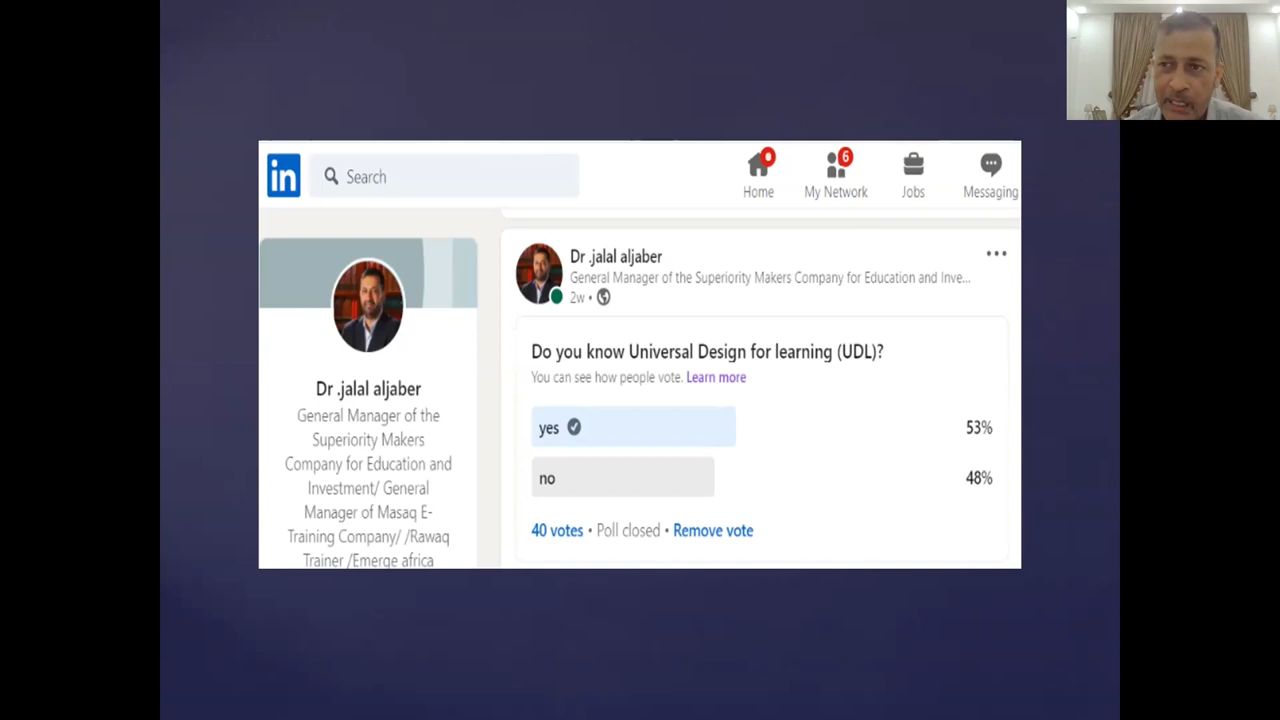 in
Search
Home
6
My Network
Jobs
Messaging
Dr .jalal aljaber
General Manager of the
Superiority Makers
Company for Education and
Investment/ General
Manager of Masaq E-
Training Company/ /Rawaq
Trainer /Emerge africa
Dr .jalal aljaber
General Manager of the Superiority Makers Company for Education and Inve...
2w •
Do you know Universal Design for learning (UDL)?
You can see how people vote. Learn more
yes 53%
no 48%
40 votes • Poll closed • Remove vote